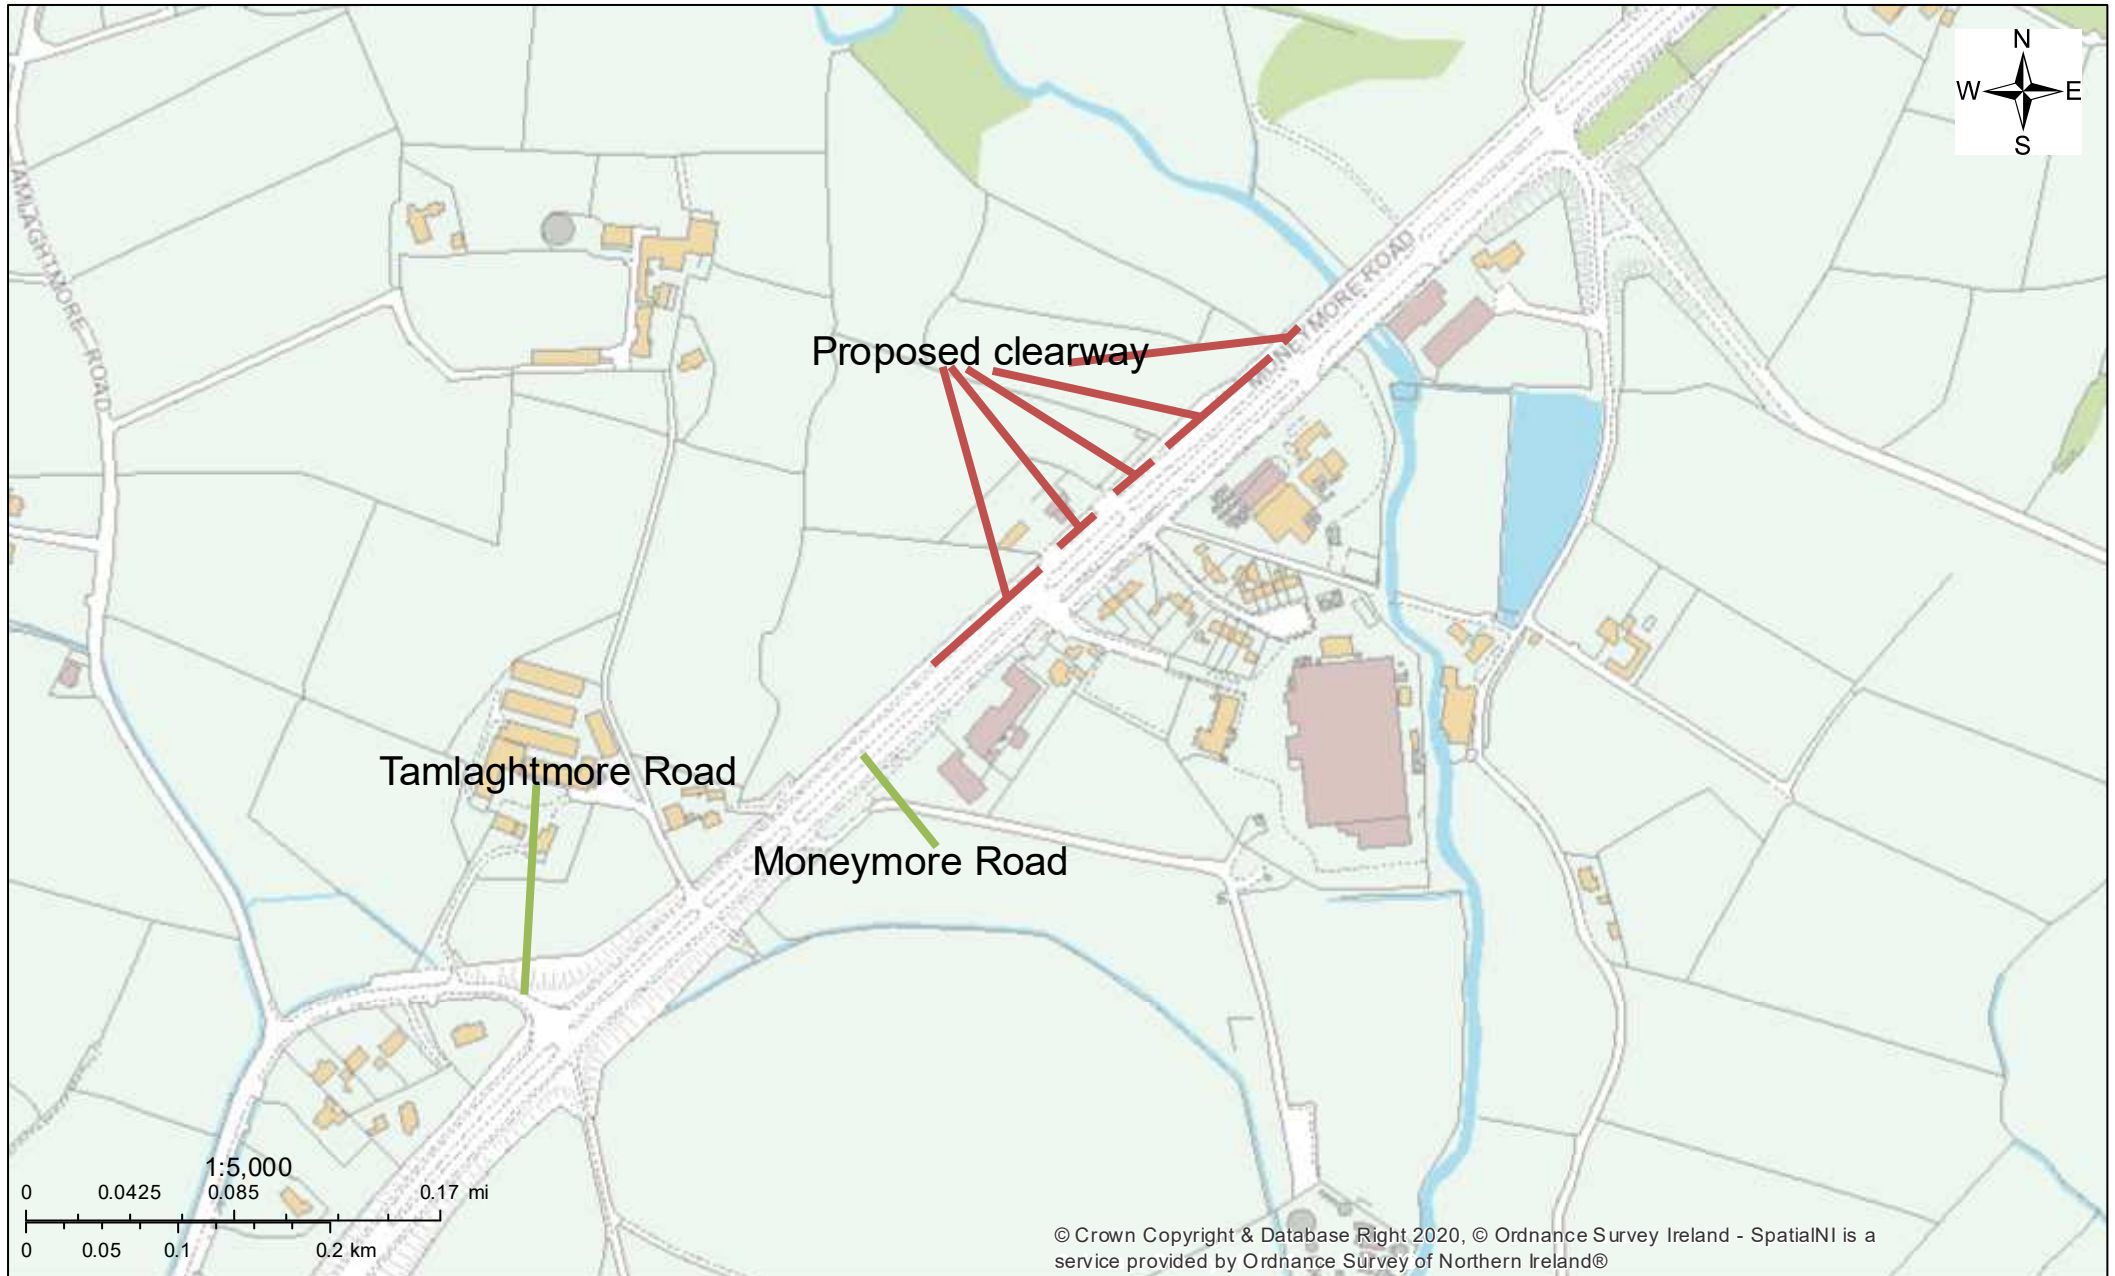 N
W E
S
AMLAGHTMORE ROAD
MONEYMORE ROAD
Proposed clearway
Tamlaghtmore Road
Moneymore Road
1:5,000
0 0.0425 0.085 0.17 mi
0 0.05 0.1 0.2 km
© Crown Copyright & Database Right 2020, © Ordnance Survey Ireland - SpatialNI is a
service provided by Ordnance Survey of Northern Ireland®